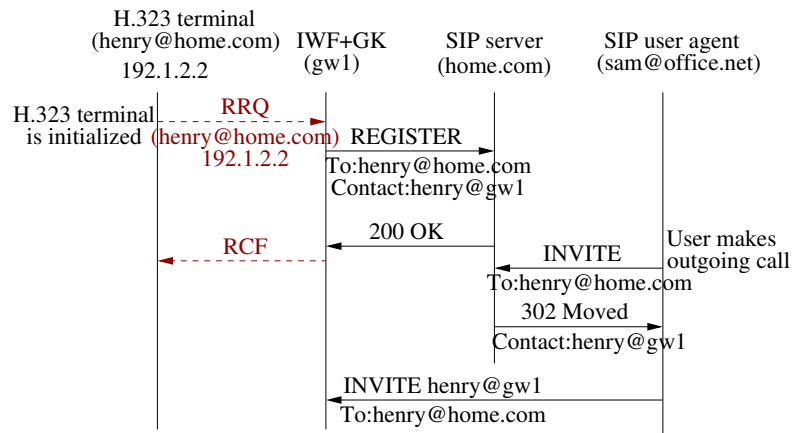 H.323 terminal
(henry@home.com)
192.1.2.2
IWF+GK
(gw1)
SIP server
(home.com)
SIP user agent
(sam@office.net)
H.323 terminal
is initialized
RRQ
(henry@home.com)
192.1.2.2
REGISTER
To:henry@home.com
Contact:henry@gw1
200 OK
RCF
User makes
outgoing call
INVITE
To:henry@home.com
302 Moved
Contact:henry@gw1
INVITE henry@gw1
To:henry@home.com